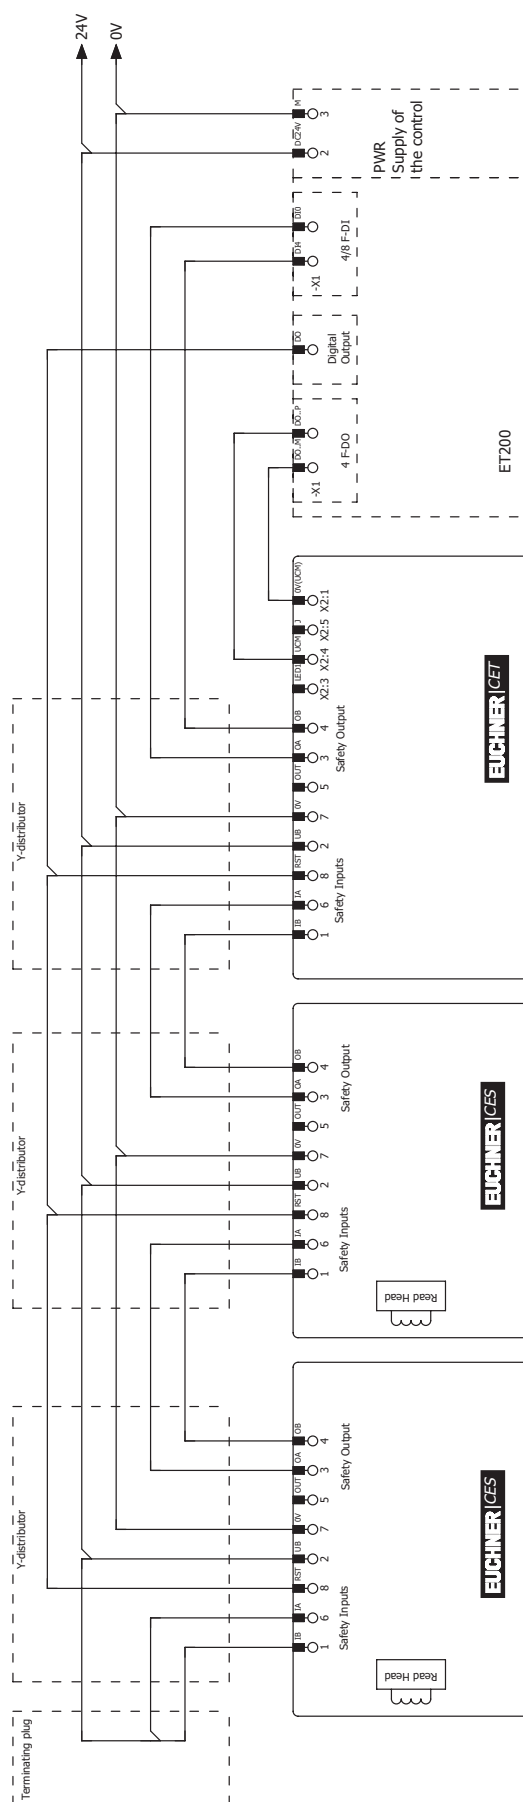 24V
0V
M
3
DC24V
2
PWR
Supply of
the control
DI0
DI4
-X1
4/8 F-DI
DO
Digital
Output
DO..P
DO..M
-X1
4 F-DO
ET200
0V(UCM)
X2:1
J
X2:5
UCM
X2:4
LED1
X2:3
OB
4
OA
3
Safety Output
OUT
5
0V
7
UB
2
RST
8
IA
6
IB
1
Safety Inputs
EUCHNER|CET
Y-distributor
OB
4
OA
3
Safety Output
OUT
5
0V
7
UB
2
RST
8
IA
6
IB
1
Safety Inputs
EUCHNER|CES
Read Head
Y-distributor
OB
4
OA
3
Safety Output
OUT
5
0V
7
UB
2
RST
8
IA
6
IB
1
Safety Inputs
EUCHNER|CES
Read Head
Y-distributor
Terminating plug